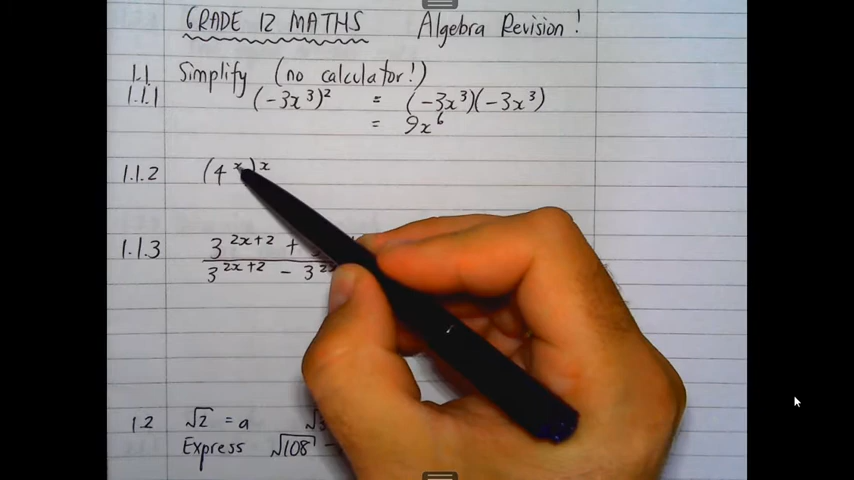 GRADE 12 MATHS Algebra Revision!
1.1 Simplify (no calculator!)
1.1.1 (-3x³)² = (-3x³)(-3x³)
= 9x⁶
1.1.2 (4ˣ)ˣ
1.1.3 3²ˣ⁺² +
3²ˣ⁺² - 3²
1.2 √2 = a
Express √108 -